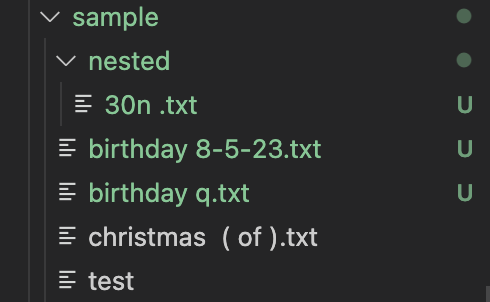 sample
nested
30n .txt U
birthday 8-5-23.txt U
birthday q.txt U
christmas  ( of ).txt
test